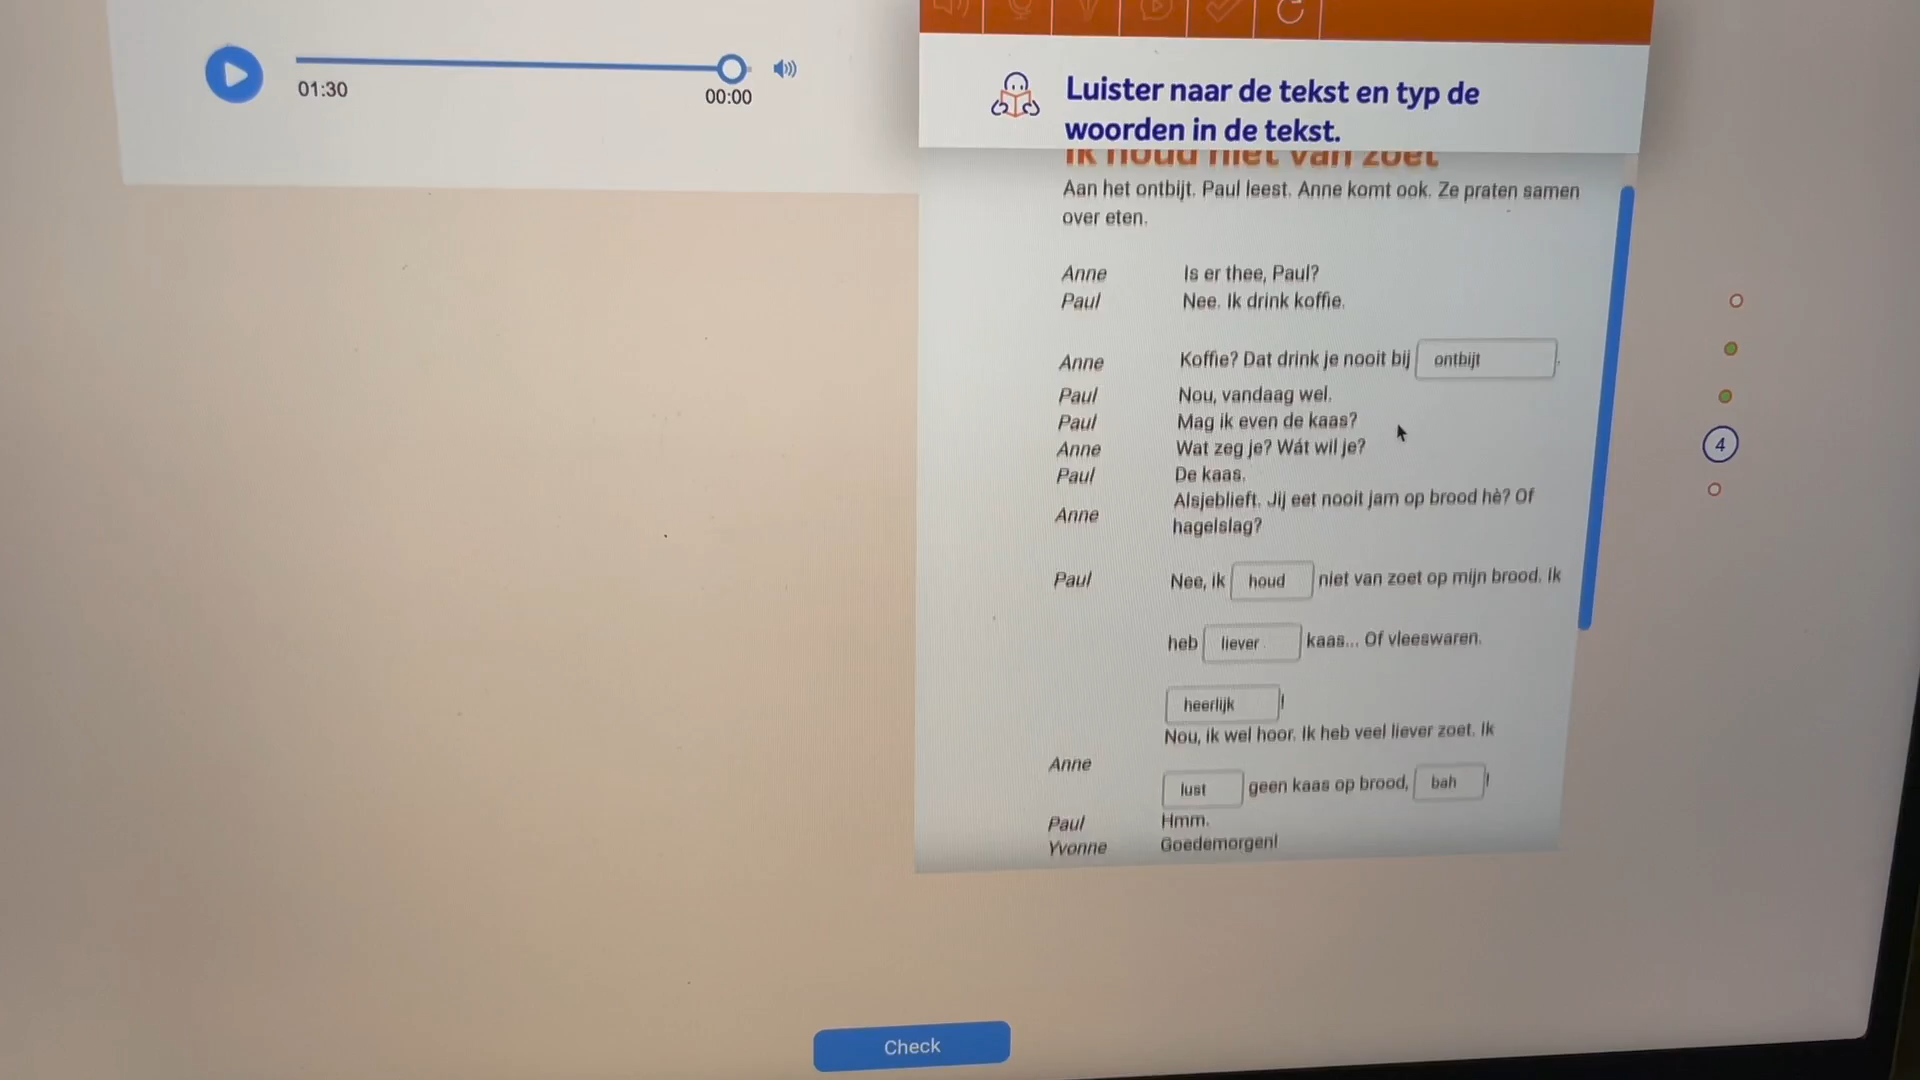 01:30
00:00
Luister naar de tekst en typ de
woorden in de tekst.
Ik houd niet van zoet
Aan het ontbijt. Paul leest. Anne komt ook. Ze praten samen
over eten.
Anne Is er thee, Paul?
Paul Nee. Ik drink koffie.
Anne Koffie? Dat drink je nooit bij ontbijt.
Paul Nou, vandaag wel.
Paul Mag ik even de kaas?
Anne Wat zeg je? Wát wil je?
Paul De kaas.
Anne Alsjeblieft. Jij eet nooit jam op brood hè? Of
hagelslag?
Paul Nee, ik houd niet van zoet op mijn brood. Ik
heb liever kaas... Of vleeswaren.
heerlijk!
Nou, ik wel hoor. Ik heb veel liever zoet. Ik
Anne
lust geen kaas op brood, bah!
Paul Hmm.
Yvonne Goedemorgen!
4
Check